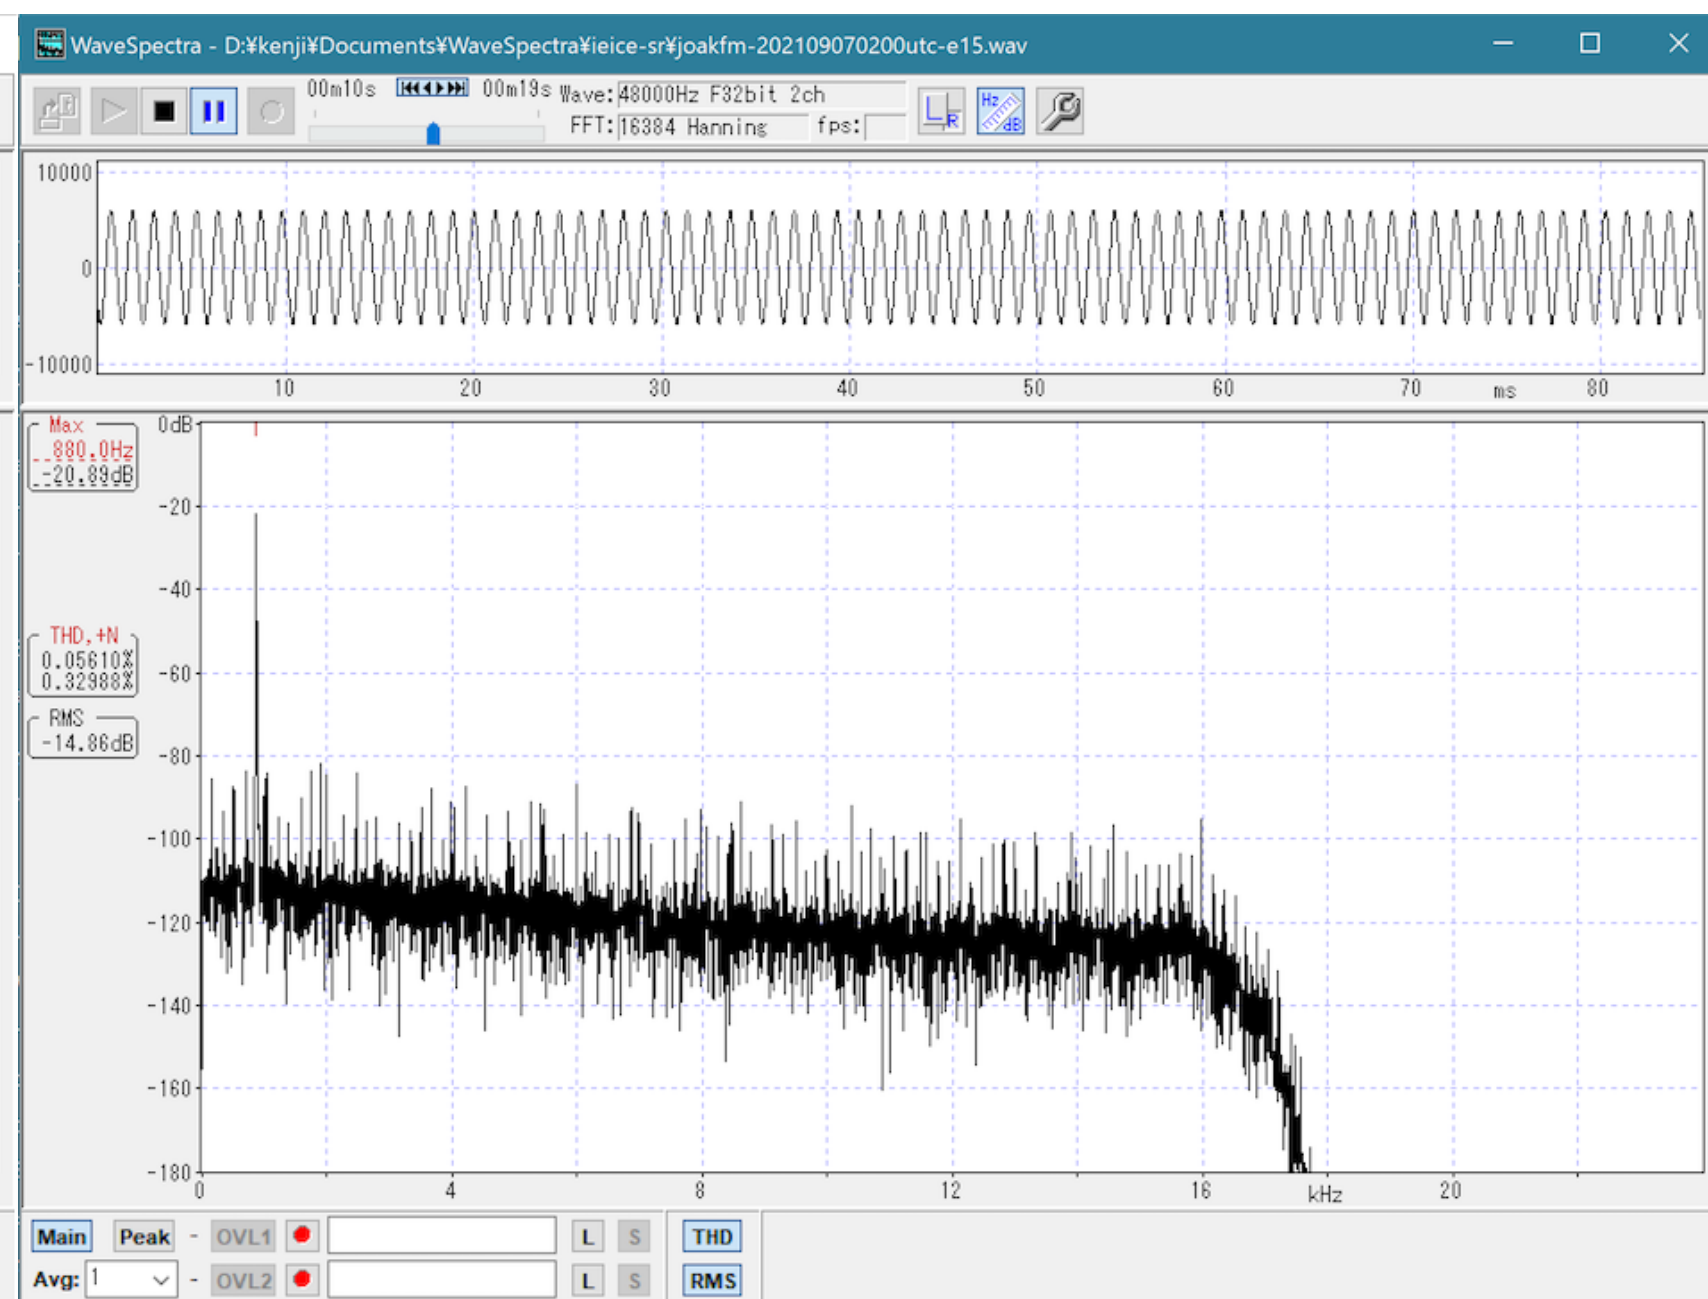 WaveSpectra - D:¥kenji¥Documents¥WaveSpectra¥ieice-sr¥joakfm-202109070200utc-e15.wav
00m10s 00m19s Wave: 48000Hz F32bit 2ch
FFT: 16384 Hanning fps:
L R
Hz dB
10000
0
-10000
10 20 30 40 50 60 70 ms 80
Max
880.0Hz
-20.89dB
THD,+N
0.05610%
0.32988%
RMS
-14.86dB
0dB
-20
-40
-60
-80
-100
-120
-140
-160
-180
0 4 8 12 16 kHz 20
Main Peak - OVL1 L S THD
Avg: 1 - OVL2 L S RMS